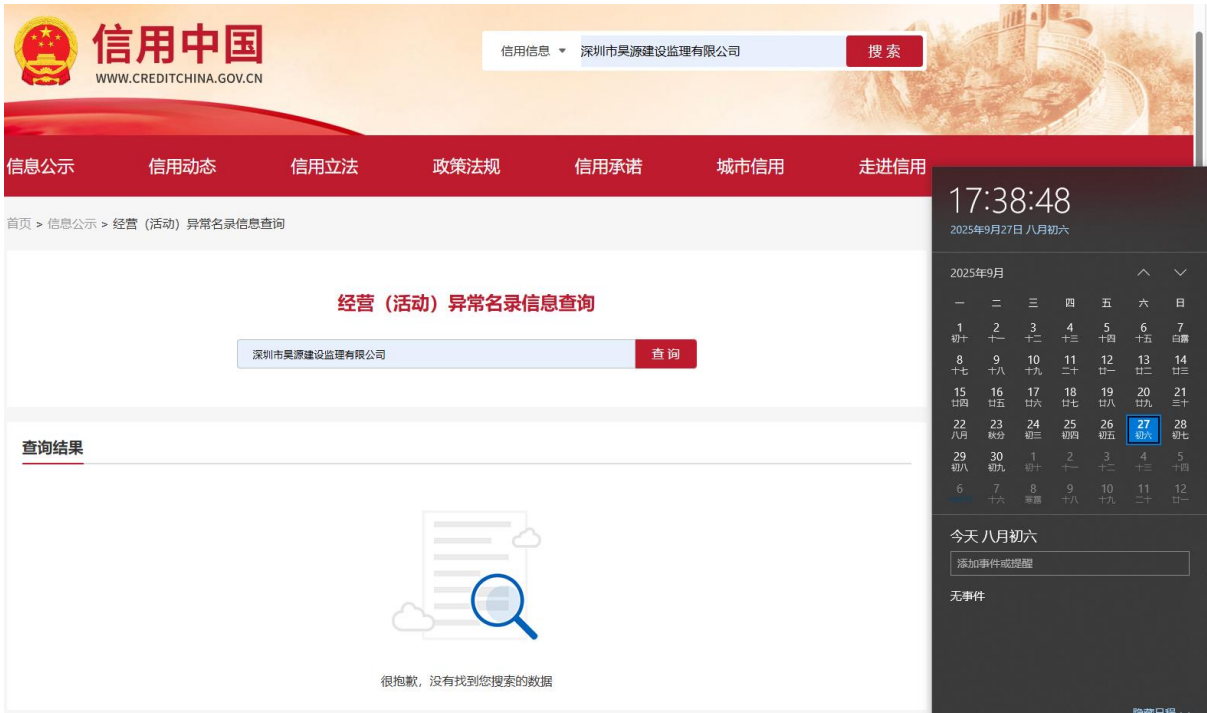 信用中国
WWW.CREDITCHINA.GOV.CN
信用信息 深圳市昊源建设监理有限公司 搜索
信息公示 信用动态 信用立法 政策法规 信用承诺 城市信用 走进信用
首页 > 信息公示 > 经营（活动）异常名录信息查询
经营（活动）异常名录信息查询
深圳市昊源建设监理有限公司 查询
查询结果
很抱歉，没有找到您搜索的数据
17:38:48
2025年9月27日 八月初六
2025年9月
一 二 三 四 五 六 日
1 2 3 4 5 6 7
初十 十一 十二 十三 十四 十五 白露
8 9 10 11 12 13 14
十七 十八 十九 二十 廿一 廿二 廿三
15 16 17 18 19 20 21
廿四 廿五 廿六 廿七 廿八 廿九 三十
22 23 24 25 26 27 28
八月 秋分 初三 初四 初五 初六 初七
29 30 1 2 3 4 5
初八 初九 初十 十一 十二 十三 十四
6 7 8 9 10 11 12
十六 寒露 十八 十九 二十 廿一
今天 八月初六
添加事件或提醒
无事件
隐藏日程